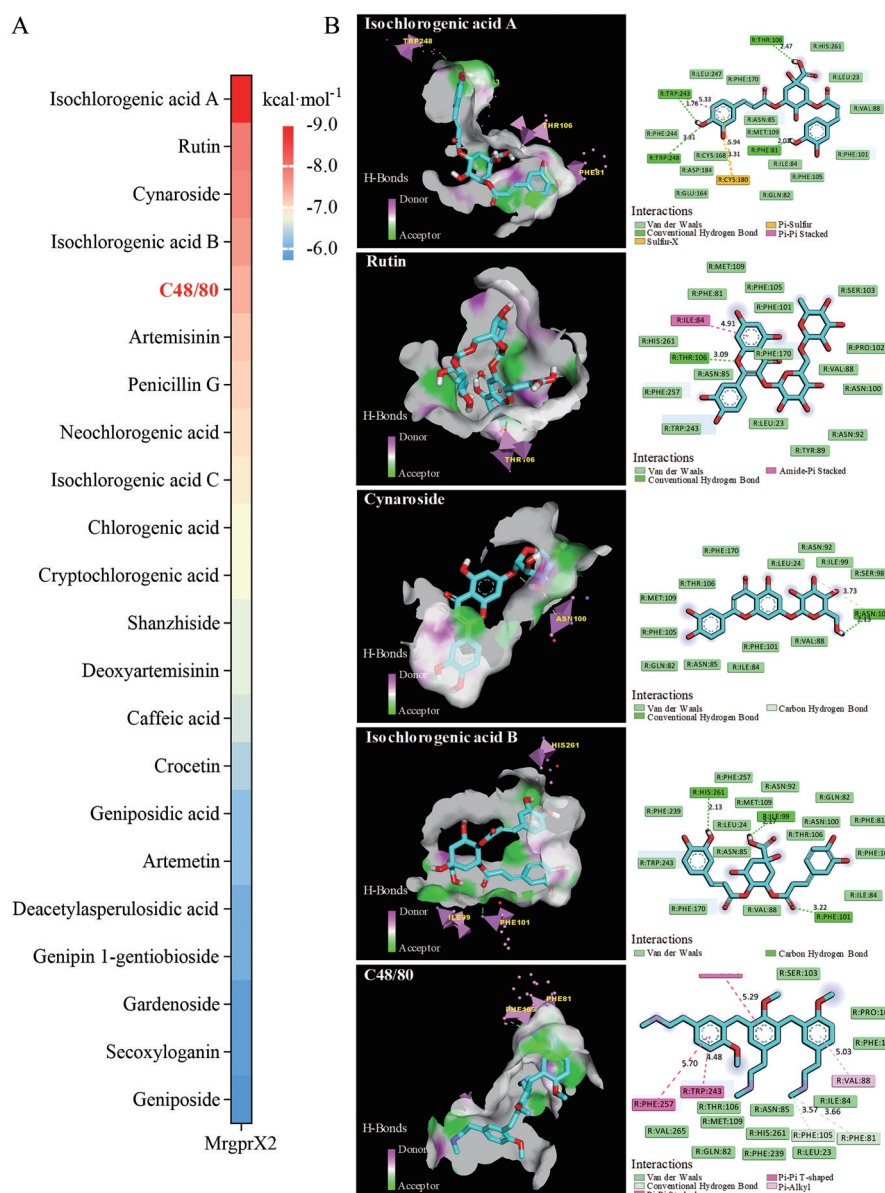 A
kcal·mol⁻¹
-9.0
-8.0
-7.0
-6.0
Isochlorogenic acid A
Rutin
Cynaroside
Isochlorogenic acid B
C48/80
Artemisinin
Penicillin G
Neochlorogenic acid
Isochlorogenic acid C
Chlorogenic acid
Cryptochlorogenic acid
Shanzhiside
Deoxyartemisinin
Caffeic acid
Crocetin
Geniposidic acid
Artemetin
Deacetylasperulosidic acid
Genipin 1-gentiobioside
Gardenoside
Secoxyloganin
Geniposide
MrgprX2
B
Isochlorogenic acid A
TRP248
THR106
PHE81
H-Bonds
Donor
Acceptor
R:THR:106
2.47
R:HIS:261
R:LEU:247
R:PHE:170
R:LEU:23
R:TRP:243
1.76
5.33
R:VAL:88
R:ASN:85
R:PHE:244
3.31
R:MET:109
R:PHE:81
R:TRP:248
R:CYS:168
5.94
3.31
R:PHE:101
R:ASP:184
R:ILE:84
R:CYS:180
R:PHE:105
R:GLU:164
R:GLN:82
Interactions
Van der Waals
Conventional Hydrogen Bond
Sulfur-X
Pi-Sulfur
Pi-Pi Stacked
Rutin
H-Bonds
Donor
Acceptor
R:MET:109
R:PHE:81
R:PHE:105
R:SER:103
R:PHE:101
R:ILE:84
4.91
R:HIS:261
R:PRO:102
R:THR:106
3.09
R:PHE:170
R:VAL:88
R:ASN:85
R:ASN:100
R:PHE:257
R:LEU:23
R:TRP:243
R:ASN:92
R:TYR:89
Interactions
Van der Waals
Conventional Hydrogen Bond
Amide-Pi Stacked
Cynaroside
ASN100
H-Bonds
Donor
Acceptor
R:ASN:92
R:PHE:170
R:ILE:99
R:LEU:24
R:SER:98
R:THR:106
3.73
R:MET:109
R:PHE:105
R:VAL:88
R:PHE:101
R:GLN:82
R:ASN:85
R:ILE:84
Interactions
Van der Waals
Conventional Hydrogen Bond
Carbon Hydrogen Bond
Isochlorogenic acid B
HIS261
H-Bonds
Donor
Acceptor
ILE99
PHE101
R:PHE:257
R:ASN:92
R:HIS:261
R:GLN:82
2.13
R:MET:109
R:PHE:239
R:ILE:99
2.17
R:LEU:24
R:ASN:100
R:PHE:81
R:THR:106
R:ASN:85
R:TRP:243
R:ILE:84
R:PHE:170
R:VAL:88
3.22
R:PHE:101
Interactions
Van der Waals
Carbon Hydrogen Bond
C48/80
PHE81
PHE105
H-Bonds
Donor
Acceptor
R:SER:103
5.29
5.70
4.48
5.03
R:VAL:88
R:PHE:257
R:TRP:243
R:THR:106
R:ASN:85
R:ILE:84
3.57
3.66
R:VAL:265
R:MET:109
R:HIS:261
R:PHE:105
R:PHE:81
R:GLN:82
R:PHE:239
R:LEU:23
Interactions
Van der Waals
Conventional Hydrogen Bond
Pi-Pi T-shaped
Pi-Alkyl